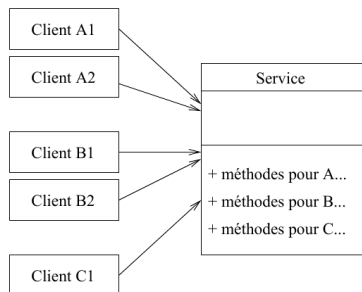 Client A1
Client A2
Client B1
Client B2
Client C1
Service
+ méthodes pour A...
+ méthodes pour B...
+ méthodes pour C...